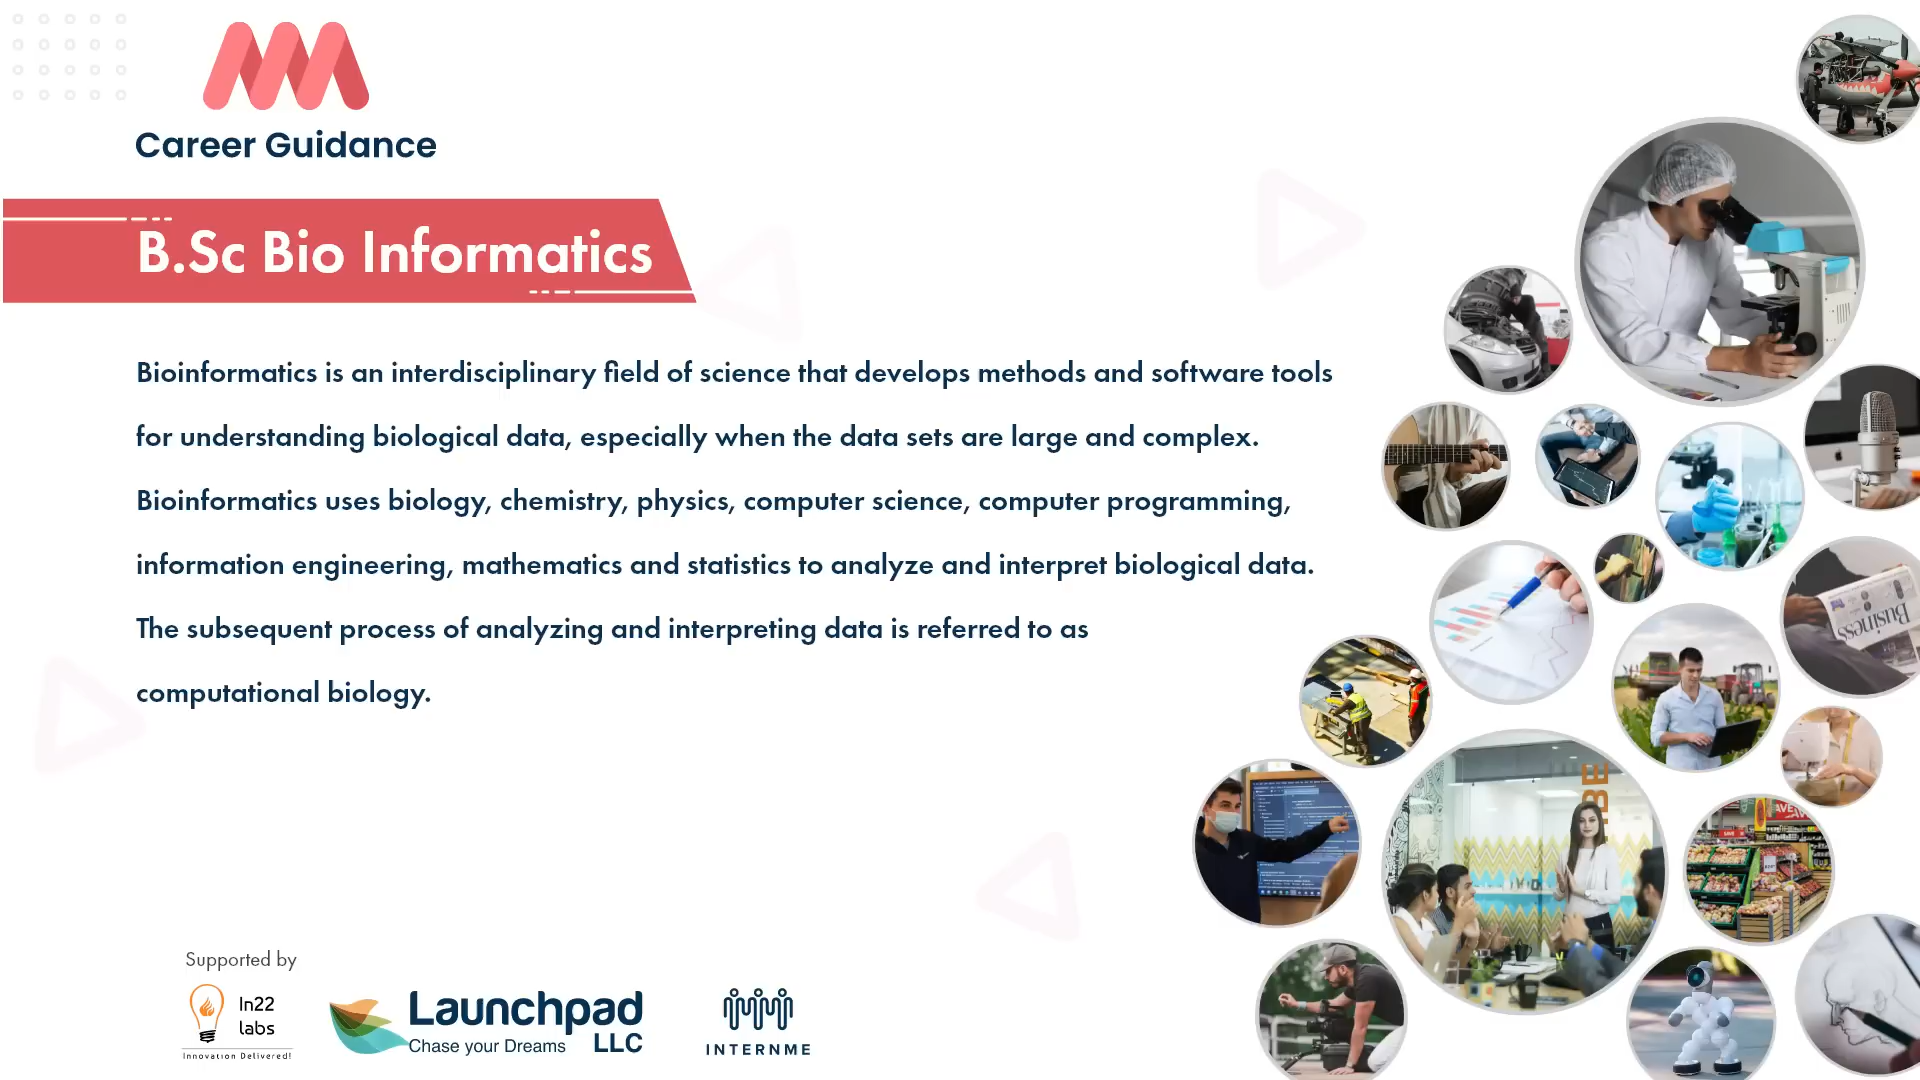 Career Guidance
B.Sc Bio Informatics
Bioinformatics is an interdisciplinary field of science that develops methods and software tools
for understanding biological data, especially when the data sets are large and complex.
Bioinformatics uses biology, chemistry, physics, computer science, computer programming,
information engineering, mathematics and statistics to analyze and interpret biological data.
The subsequent process of analyzing and interpreting data is referred to as
computational biology.
Business
SAVE
Supported by
In22
labs
Innovation Delivered!
Launchpad
Chase your Dreams LLC
INTERNME